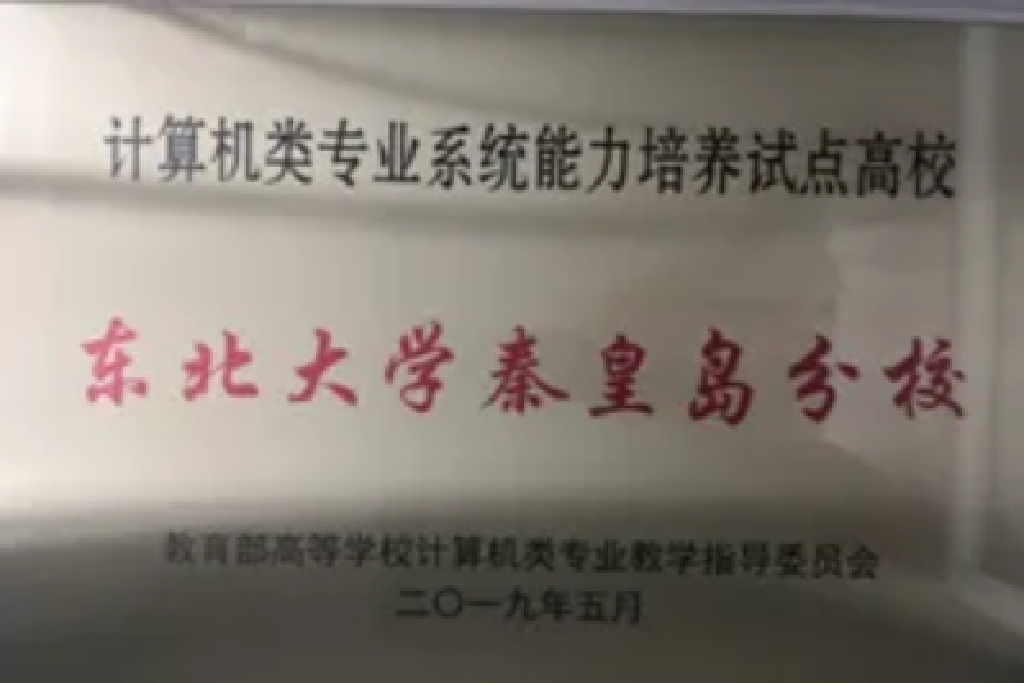 计算机类专业系统能力培养试点高校
东北大学秦皇岛分校
教育部高等学校计算机类专业教学指导委员会
二〇一九年五月